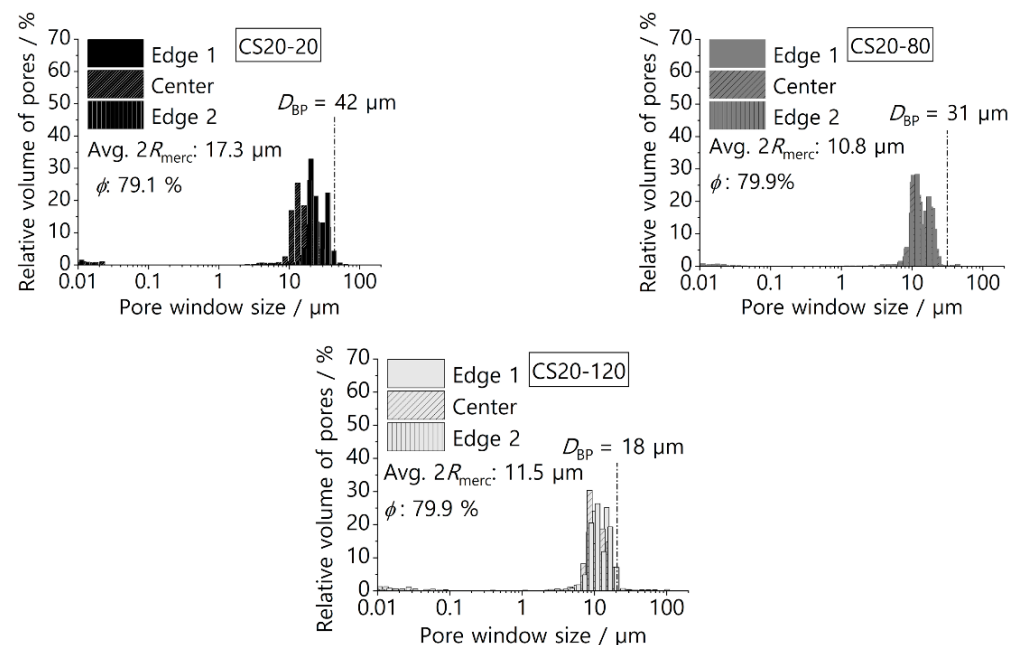 Relative volume of pores / %
70
60
50
40
30
20
10
0
Edge 1
Center
Edge 2
CS20-20
D_BP = 42 µm
Avg. 2R_merc: 17.3 µm
ϕ: 79.1 %
0.01 0.1 1 10 100
Pore window size / µm
Relative volume of pores / %
70
60
50
40
30
20
10
0
Edge 1
Center
Edge 2
CS20-80
D_BP = 31 µm
Avg. 2R_merc: 10.8 µm
ϕ: 79.9%
0.01 0.1 1 10 100
Pore window size / µm
Relative volume of pores / %
70
60
50
40
30
20
10
0
Edge 1
Center
Edge 2
CS20-120
D_BP = 18 µm
Avg. 2R_merc: 11.5 µm
ϕ : 79.9 %
0.01 0.1 1 10 100
Pore window size / µm